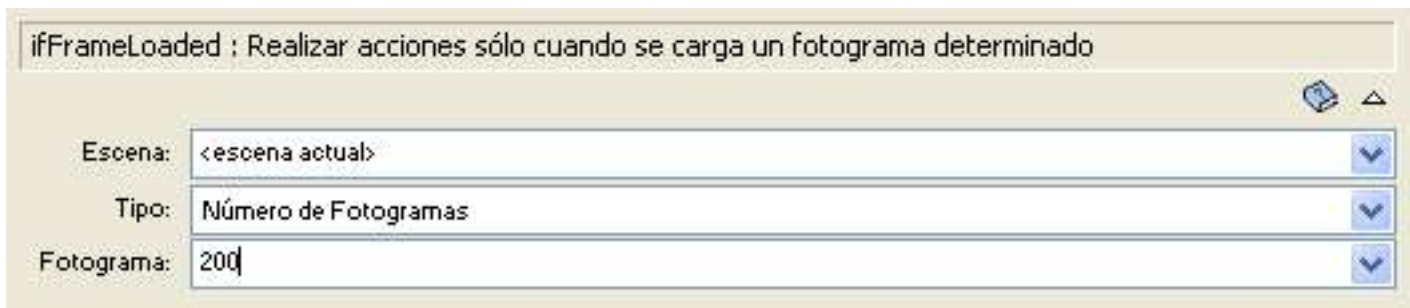 ifFrameLoaded : Realizar acciones sólo cuando se carga un fotograma determinado
Escena: <escena actual>
Tipo: Número de Fotogramas
Fotograma: 200